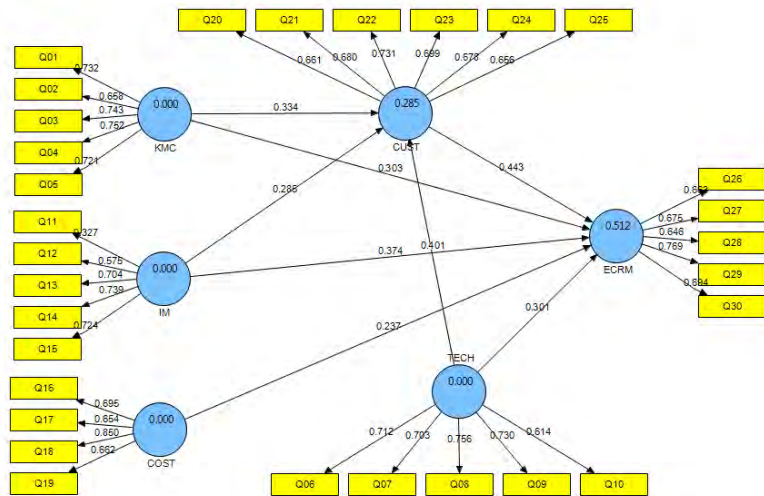 Q20
Q21
Q22
Q23
Q24
Q25
0.661
0.680
0.731
0.699
0.673
0.656
Q01
Q02
Q03
Q04
Q05
0.732
0.658
0.743
0.752
0.721
0.000
KMC
0.285
CUST
0.334
0.303
0.443
Q11
Q12
Q13
Q14
Q15
0.327
0.575
0.704
0.739
0.724
0.000
IM
0.285
0.374
0.401
0.512
ECRM
Q26
Q27
Q28
Q29
Q30
0.675
0.646
0.769
0.237
0.301
TECH
0.000
Q16
Q17
Q18
Q19
0.695
0.654
0.662
0.000
COST
0.712
0.703
0.756
0.730
0.614
Q06
Q07
Q08
Q09
Q10